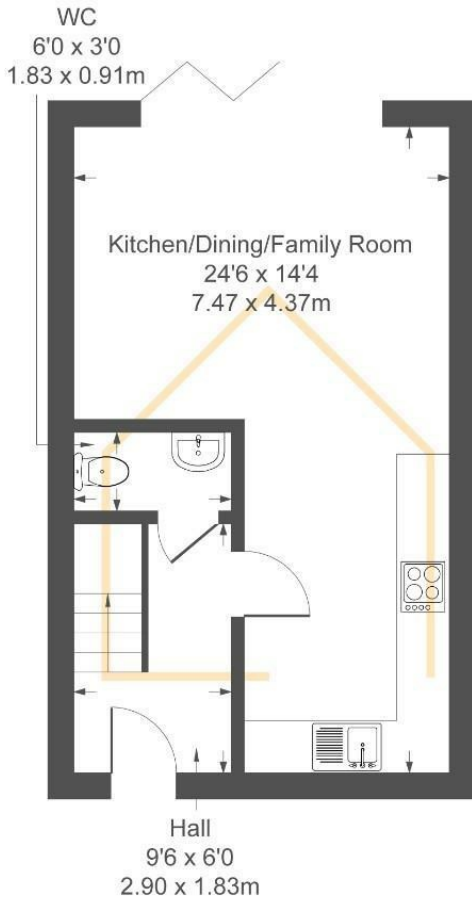 WC
6'0 x 3'0
1.83 x 0.91m
Kitchen/Dining/Family Room
24'6 x 14'4
7.47 x 4.37m
Hall
9'6 x 6'0
2.90 x 1.83m